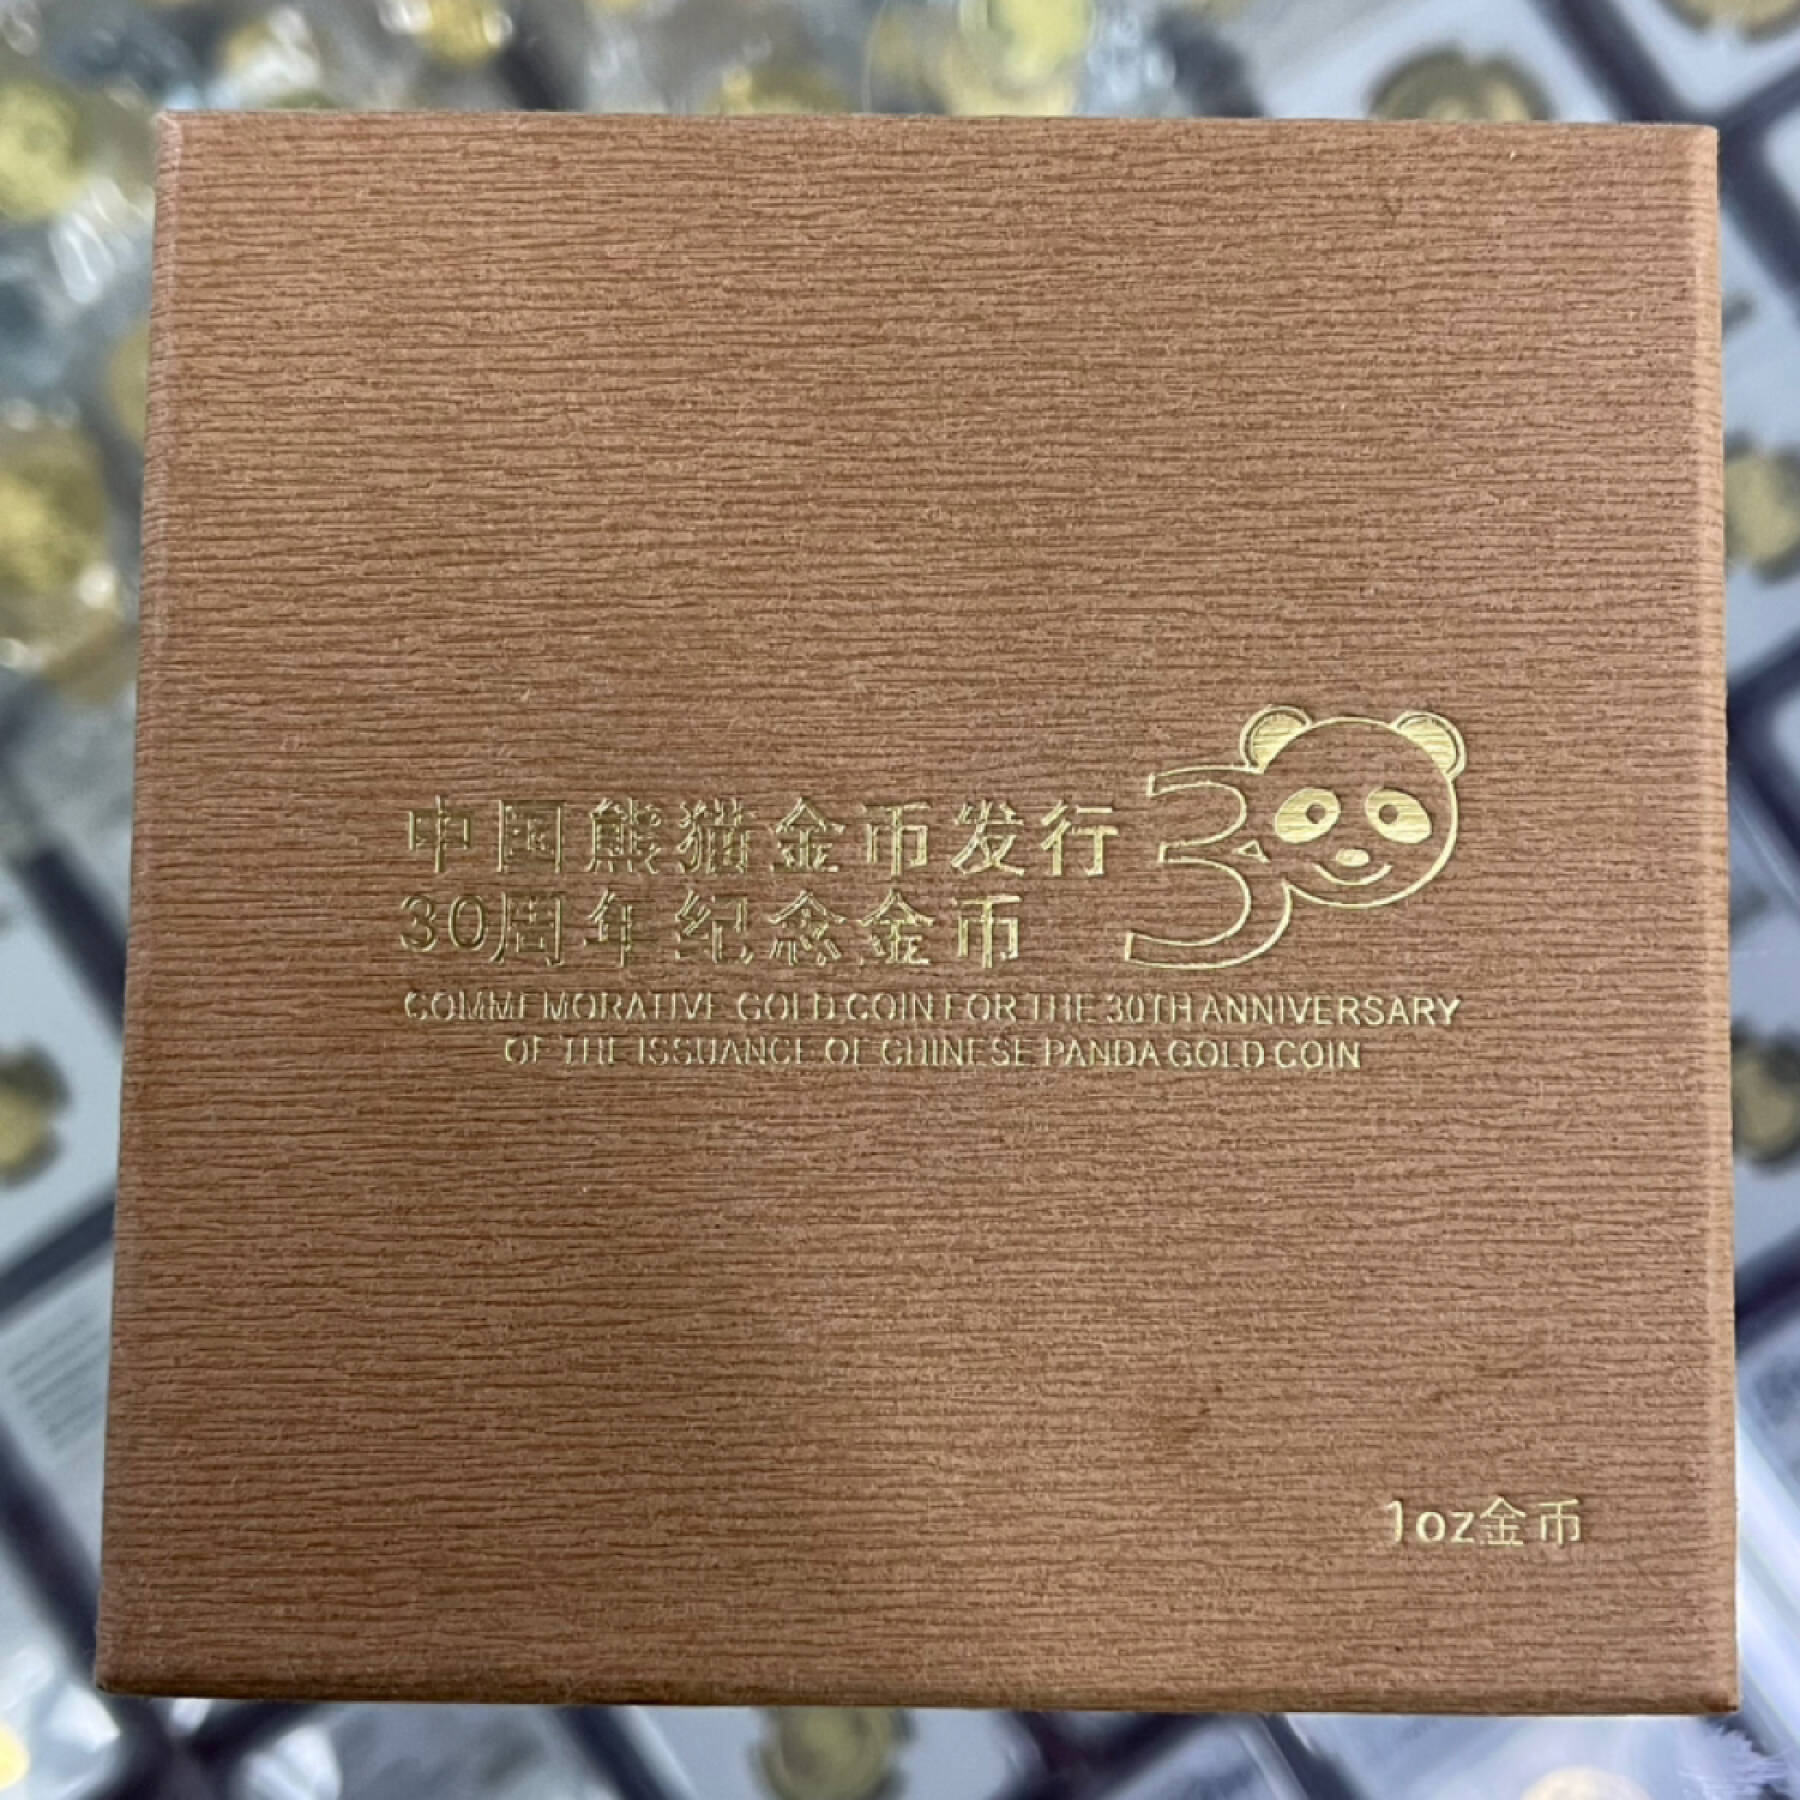 中国熊猫金币发行
30周年纪念金币
30
COMMEMORATIVE GOLD COIN FOR THE 30TH ANNIVERSARY
OF THE ISSUANCE OF CHINESE PANDA GOLD COIN
1oz金币